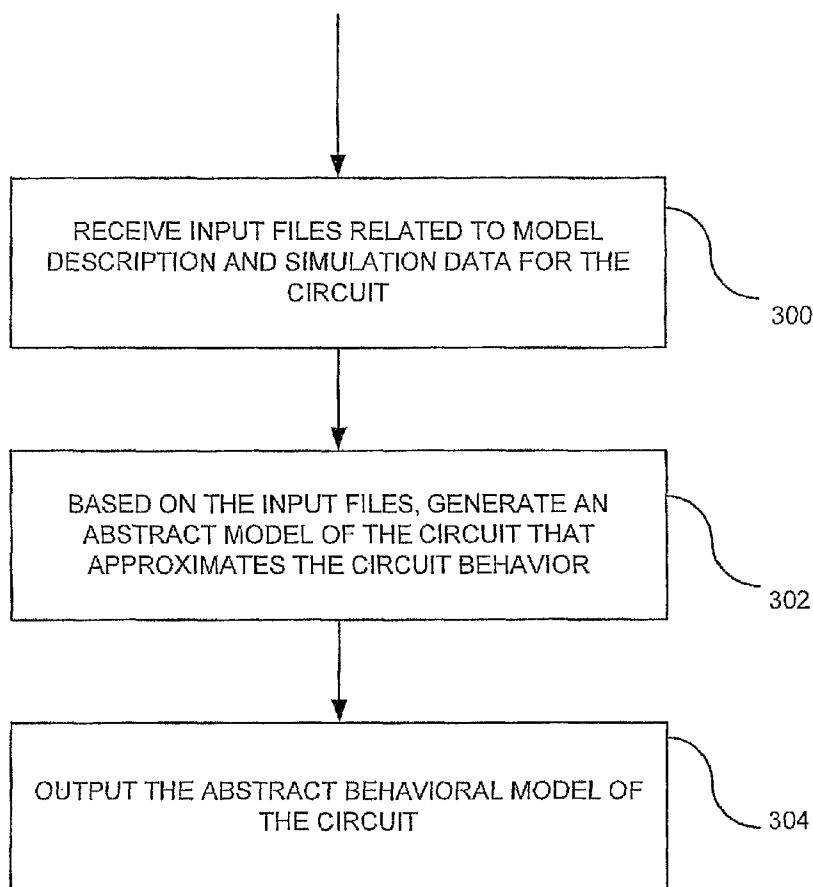 RECEIVE INPUT FILES RELATED TO MODEL
DESCRIPTION AND SIMULATION DATA FOR THE
CIRCUIT
300
BASED ON THE INPUT FILES, GENERATE AN
ABSTRACT MODEL OF THE CIRCUIT THAT
APPROXIMATES THE CIRCUIT BEHAVIOR
302
OUTPUT THE ABSTRACT BEHAVIORAL MODEL OF
THE CIRCUIT
304